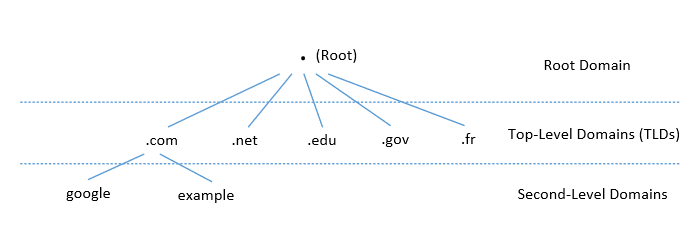 . (Root)
Root Domain
.com .net .edu .gov .fr
Top-Level Domains (TLDs)
google example
Second-Level Domains